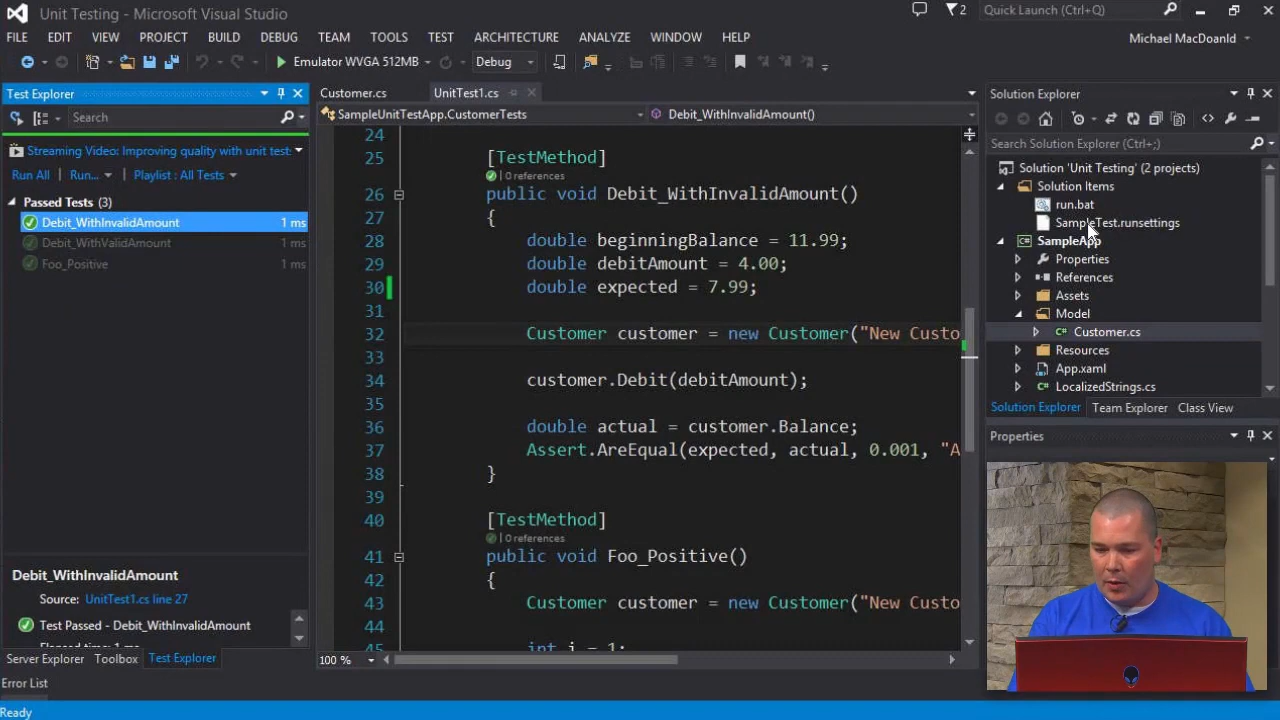 Unit Testing - Microsoft Visual Studio
2
Quick Launch (Ctrl+Q)
FILE EDIT VIEW PROJECT BUILD DEBUG TEAM TOOLS TEST ARCHITECTURE ANALYZE WINDOW HELP
Michael MacDoanld
Emulator WVGA 512MB
Debug
Test Explorer
Search
Streaming Video: Improving quality with unit test:
Run All Run... Playlist : All Tests
Passed Tests (3)
Debit_WithInvalidAmount 1 ms
Debit_WithValidAmount 1 ms
Foo_Positive 1 ms
Debit_WithInvalidAmount
Source: UnitTest1.cs line 27
Test Passed - Debit_WithInvalidAmount
Server Explorer Toolbox Test Explorer
Error List
Ready
Customer.cs UnitTest1.cs
SampleUnitTestApp.CustomerTests Debit_WithInvalidAmount()
24
25 [TestMethod]
0 references
26 public void Debit_WithInvalidAmount()
27 {
28 double beginningBalance = 11.99;
29 double debitAmount = 4.00;
30 double expected = 7.99;
31
32 Customer customer = new Customer("New Custo
33
34 customer.Debit(debitAmount);
35
36 double actual = customer.Balance;
37 Assert.AreEqual(expected, actual, 0.001, "A
38 }
39
40 [TestMethod]
0 references
41 public void Foo_Positive()
42 {
43 Customer customer = new Customer("New Custo
44
45 int i = 1;
100 %
Solution Explorer
Search Solution Explorer (Ctrl+;)
Solution 'Unit Testing' (2 projects)
Solution Items
run.bat
SampleTest.runsettings
SampleApp
Properties
References
Assets
Model
Customer.cs
Resources
App.xaml
LocalizedStrings.cs
Solution Explorer Team Explorer Class View
Properties